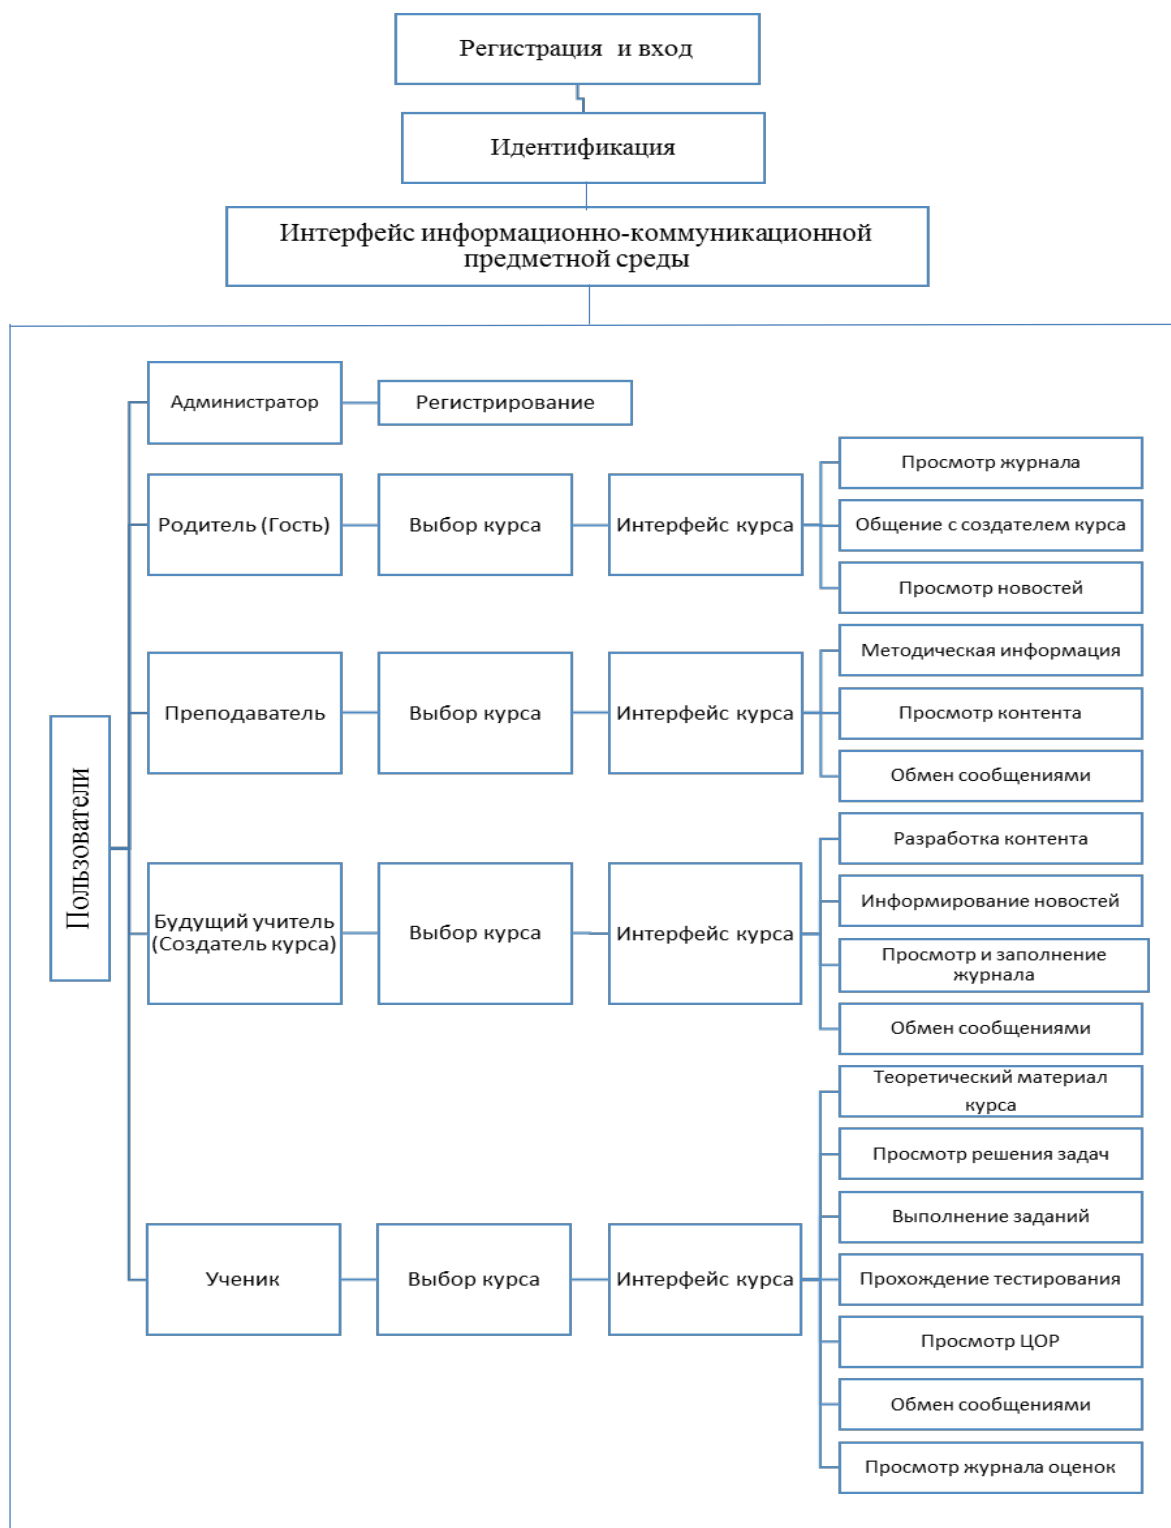 Регистрация и вход
Идентификация
Интерфейс информационно-коммуникационной
предметной среды
Пользователи
Администратор
Регистрирование
Родитель (Гость)
Выбор курса
Интерфейс курса
Просмотр журнала
Общение с создателем курса
Просмотр новостей
Преподаватель
Выбор курса
Интерфейс курса
Методическая информация
Просмотр контента
Обмен сообщениями
Будущий учитель
(Создатель курса)
Выбор курса
Интерфейс курса
Разработка контента
Информирование новостей
Просмотр и заполнение
журнала
Обмен сообщениями
Ученик
Выбор курса
Интерфейс курса
Теоретический материал
курса
Просмотр решения задач
Выполнение заданий
Прохождение тестирования
Просмотр ЦОР
Обмен сообщениями
Просмотр журнала оценок